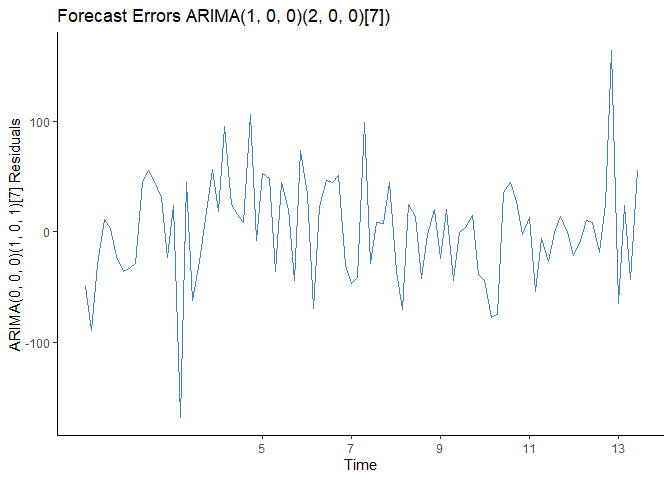 Forecast Errors ARIMA(1, 0, 0)(2, 0, 0)[7])
ARIMA(0, 0, 0)(1, 0, 1)[7] Residuals
100
0
-100
5
7
9
11
13
Time